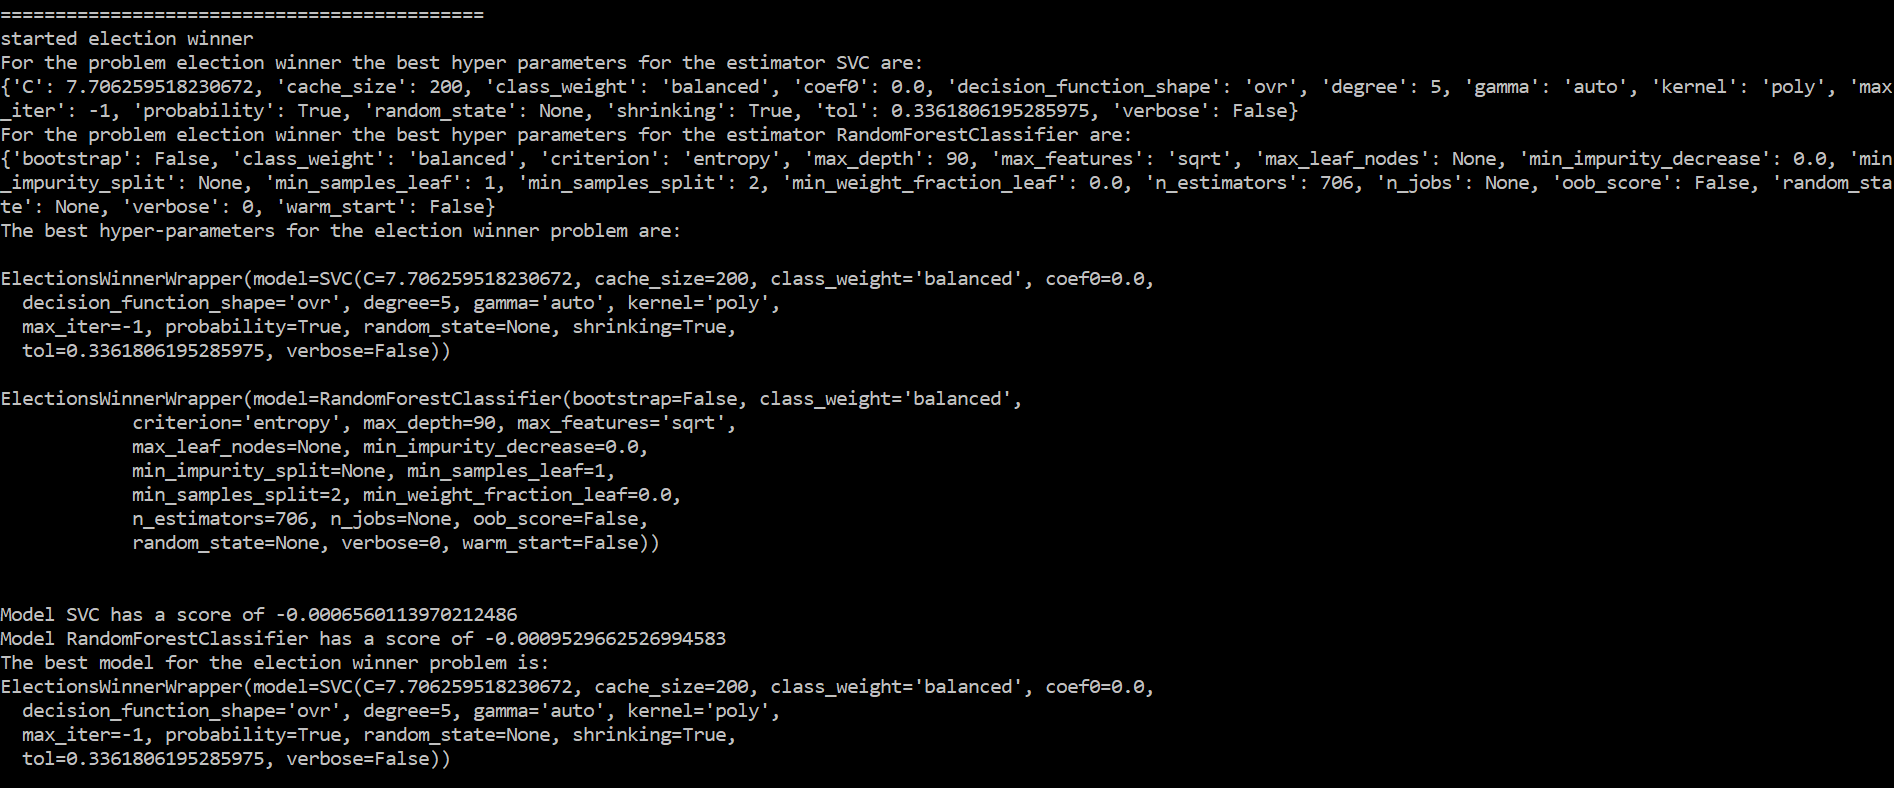 ============================================
started election winner
For the problem election winner the best hyper parameters for the estimator SVC are:
{'C': 7.706259518230672, 'cache_size': 200, 'class_weight': 'balanced', 'coef0': 0.0, 'decision_function_shape': 'ovr', 'degree': 5, 'gamma': 'auto', 'kernel': 'poly', 'max
_iter': -1, 'probability': True, 'random_state': None, 'shrinking': True, 'tol': 0.3361806195285975, 'verbose': False}
For the problem election winner the best hyper parameters for the estimator RandomForestClassifier are:
{'bootstrap': False, 'class_weight': 'balanced', 'criterion': 'entropy', 'max_depth': 90, 'max_features': 'sqrt', 'max_leaf_nodes': None, 'min_impurity_decrease': 0.0, 'min
_impurity_split': None, 'min_samples_leaf': 1, 'min_samples_split': 2, 'min_weight_fraction_leaf': 0.0, 'n_estimators': 706, 'n_jobs': None, 'oob_score': False, 'random_sta
te': None, 'verbose': 0, 'warm_start': False}
The best hyper-parameters for the election winner problem are:

ElectionsWinnerWrapper(model=SVC(C=7.706259518230672, cache_size=200, class_weight='balanced', coef0=0.0,
  decision_function_shape='ovr', degree=5, gamma='auto', kernel='poly',
  max_iter=-1, probability=True, random_state=None, shrinking=True,
  tol=0.3361806195285975, verbose=False))

ElectionsWinnerWrapper(model=RandomForestClassifier(bootstrap=False, class_weight='balanced',
            criterion='entropy', max_depth=90, max_features='sqrt',
            max_leaf_nodes=None, min_impurity_decrease=0.0,
            min_impurity_split=None, min_samples_leaf=1,
            min_samples_split=2, min_weight_fraction_leaf=0.0,
            n_estimators=706, n_jobs=None, oob_score=False,
            random_state=None, verbose=0, warm_start=False))

Model SVC has a score of -0.0006560113970212486
Model RandomForestClassifier has a score of -0.0009529662526994583
The best model for the election winner problem is:
ElectionsWinnerWrapper(model=SVC(C=7.706259518230672, cache_size=200, class_weight='balanced', coef0=0.0,
  decision_function_shape='ovr', degree=5, gamma='auto', kernel='poly',
  max_iter=-1, probability=True, random_state=None, shrinking=True,
  tol=0.3361806195285975, verbose=False))